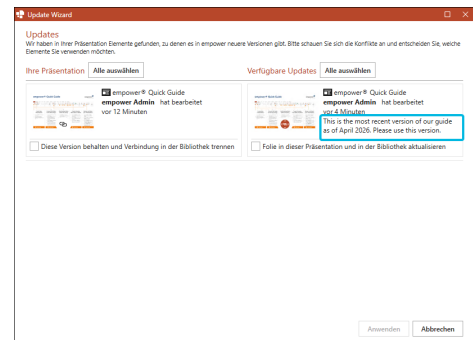 Update Wizard
Updates
Wir haben in Ihrer Präsentation Elemente gefunden, zu denen es in empower neuere Versionen gibt. Bitte schauen Sie sich die Konflikte an und entscheiden Sie, welche
Elemente Sie verwenden möchten.
Ihre Präsentation
Alle auswählen
Verfügbare Updates
Alle auswählen
empower® Quick Guide
empower Admin hat bearbeitet
vor 12 Minuten
Diese Version behalten und Verbindung in der Bibliothek trennen
empower® Quick Guide
empower Admin hat bearbeitet
vor 4 Minuten
This is the most recent version of our guide
as of April 2026. Please use this version.
Folie in dieser Präsentation und in der Bibliothek aktualisieren
Anwenden
Abbrechen